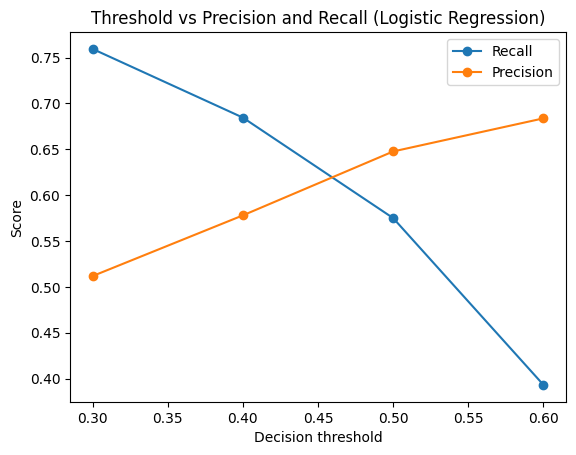 Threshold vs Precision and Recall (Logistic Regression)
Recall
Precision
Score
0.75
0.70
0.65
0.60
0.55
0.50
0.45
0.40
0.30 0.35 0.40 0.45 0.50 0.55 0.60
Decision threshold